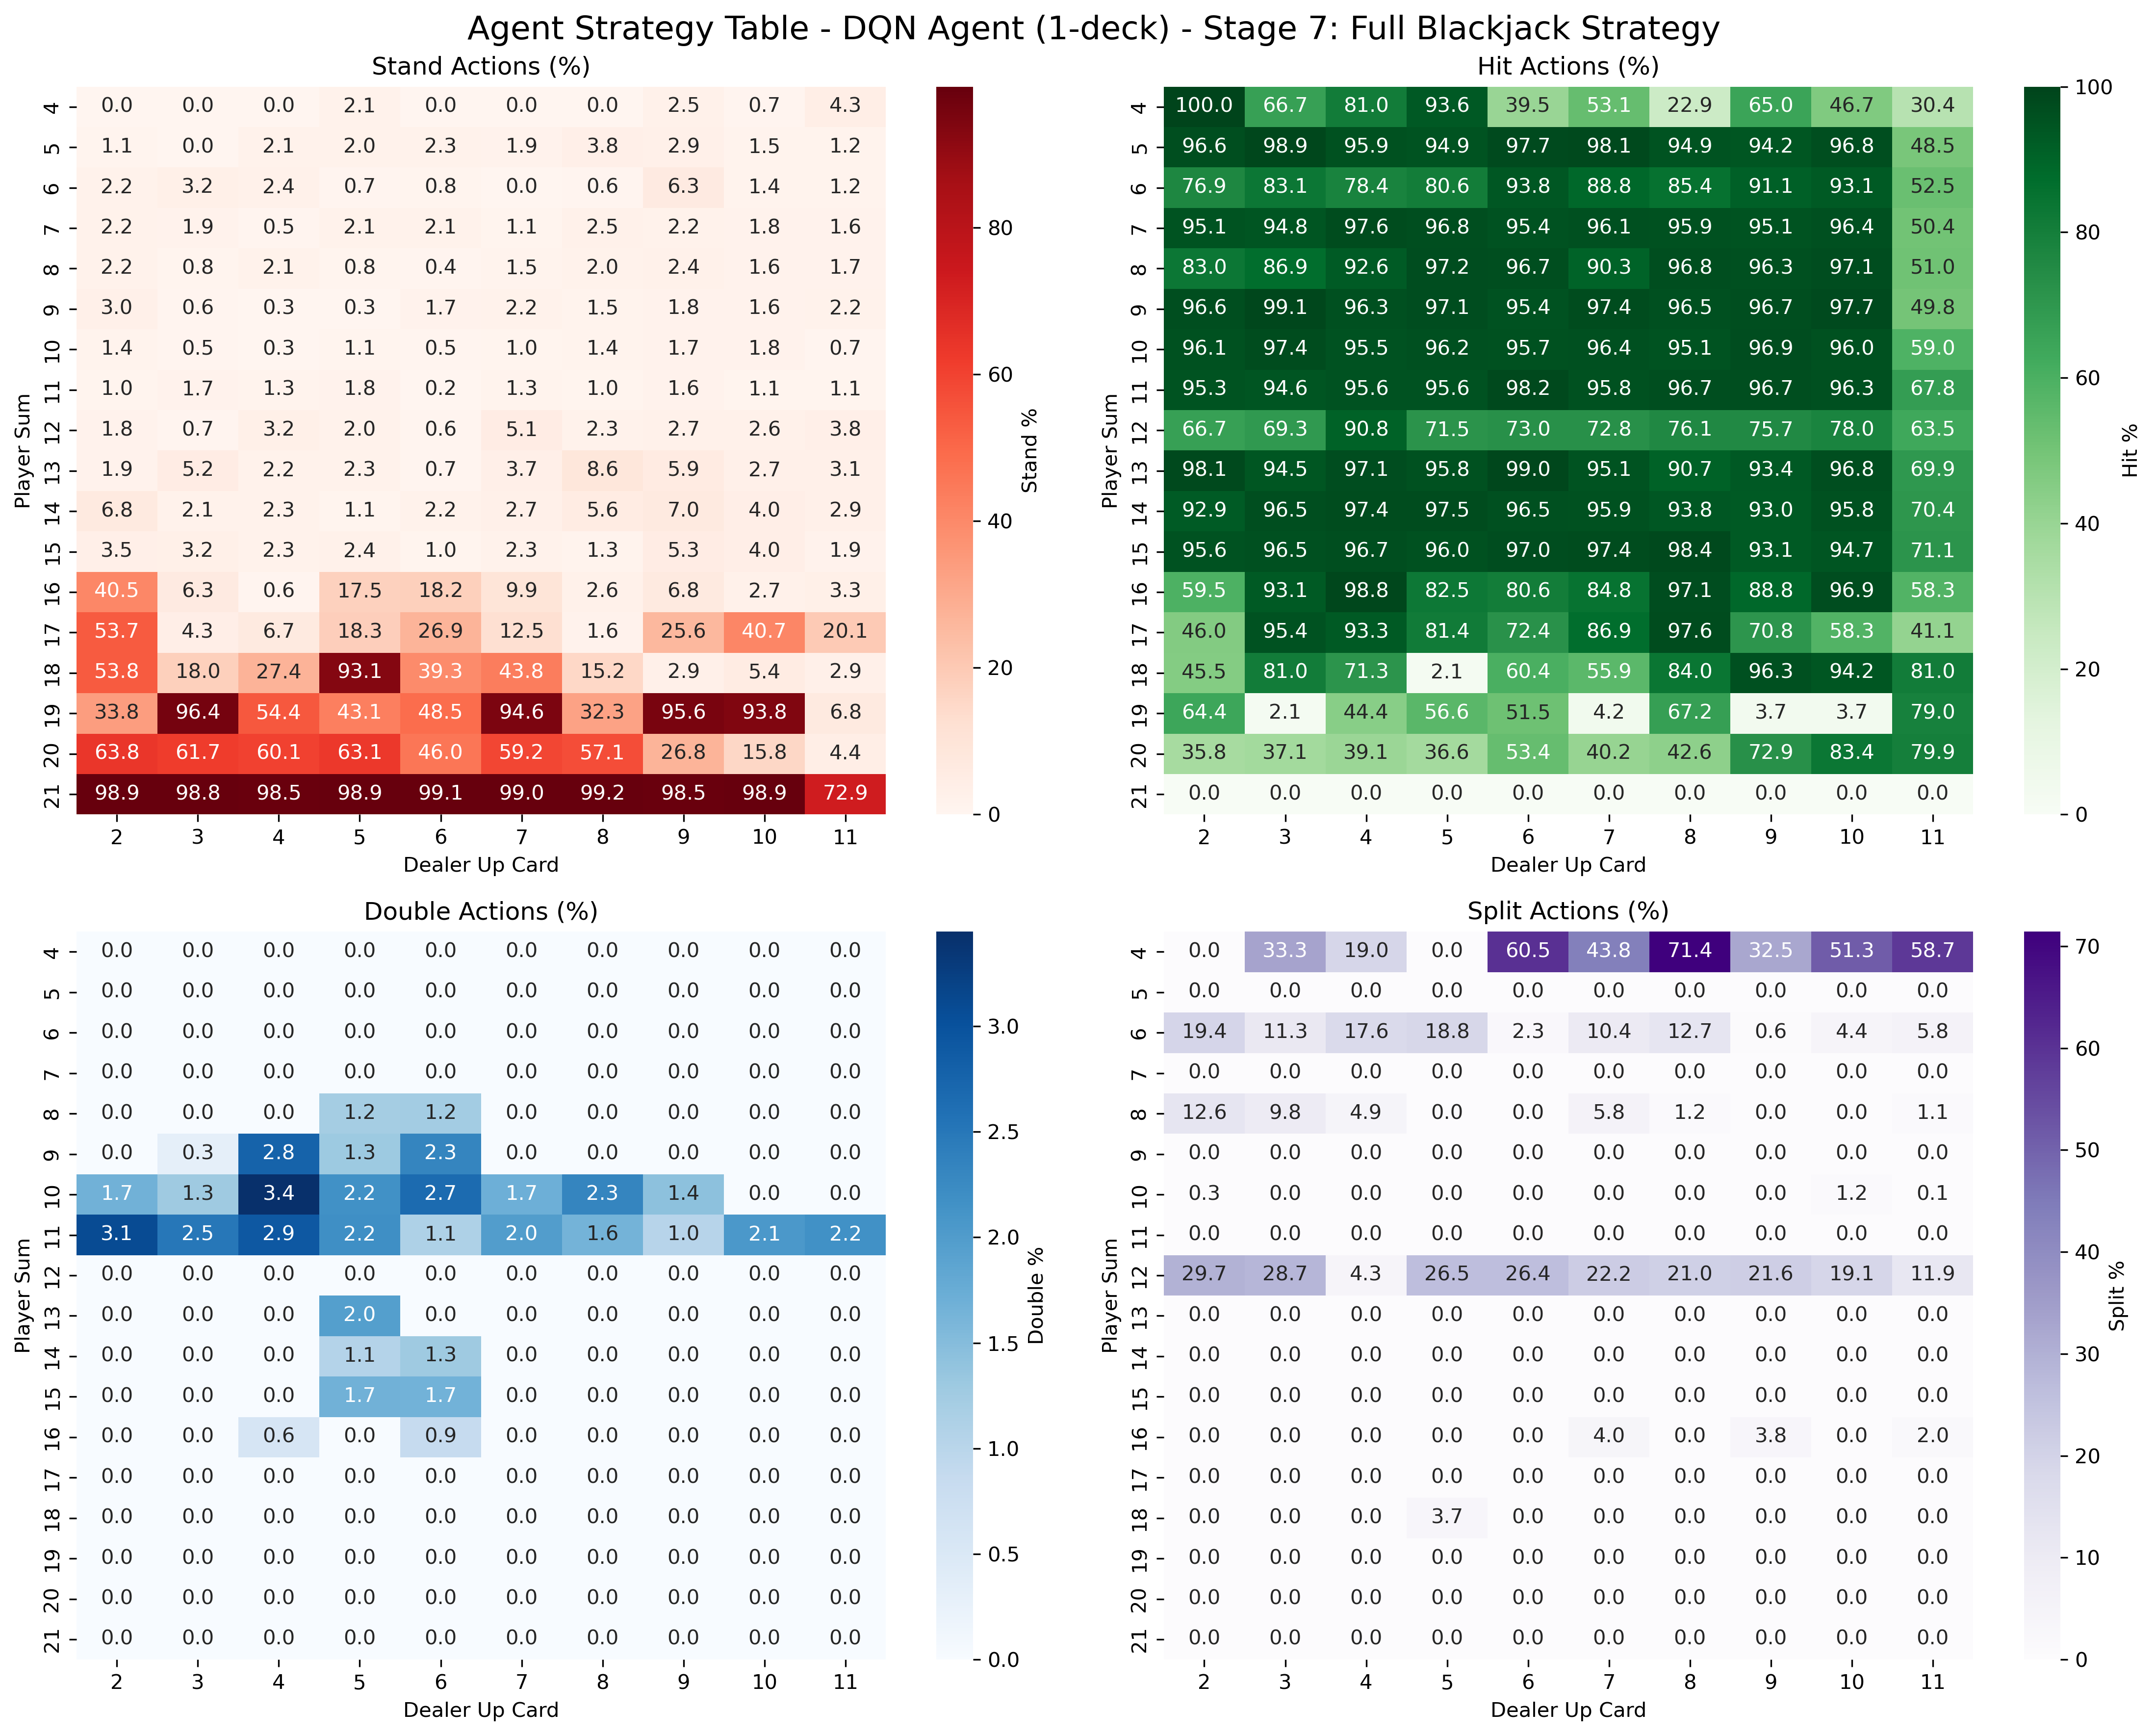 Agent Strategy Table - DQN Agent (1-deck) - Stage 7: Full Blackjack Strategy
Stand Actions (%)
4 0.0 0.0 0.0 2.1 0.0 0.0 0.0 2.5 0.7 4.3
5 1.1 0.0 2.1 2.0 2.3 1.9 3.8 2.9 1.5 1.2
6 2.2 3.2 2.4 0.7 0.8 0.0 0.6 6.3 1.4 1.2
7 2.2 1.9 0.5 2.1 2.1 1.1 2.5 2.2 1.8 1.6
8 2.2 0.8 2.1 0.8 0.4 1.5 2.0 2.4 1.6 1.7
9 3.0 0.6 0.3 0.3 1.7 2.2 1.5 1.8 1.6 2.2
10 1.4 0.5 0.3 1.1 0.5 1.0 1.4 1.7 1.8 0.7
11 1.0 1.7 1.3 1.8 0.2 1.3 1.0 1.6 1.1 1.1
12 1.8 0.7 3.2 2.0 0.6 5.1 2.3 2.7 2.6 3.8
13 1.9 5.2 2.2 2.3 0.7 3.7 8.6 5.9 2.7 3.1
14 6.8 2.1 2.3 1.1 2.2 2.7 5.6 7.0 4.0 2.9
15 3.5 3.2 2.3 2.4 1.0 2.3 1.3 5.3 4.0 1.9
16 40.5 6.3 0.6 17.5 18.2 9.9 2.6 6.8 2.7 3.3
17 53.7 4.3 6.7 18.3 26.9 12.5 1.6 25.6 40.7 20.1
18 53.8 18.0 27.4 93.1 39.3 43.8 15.2 2.9 5.4 2.9
19 33.8 96.4 54.4 43.1 48.5 94.6 32.3 95.6 93.8 6.8
20 63.8 61.7 60.1 63.1 46.0 59.2 57.1 26.8 15.8 4.4
21 98.9 98.8 98.5 98.9 99.1 99.0 99.2 98.5 98.9 72.9
2 3 4 5 6 7 8 9 10 11
Dealer Up Card
Player Sum
80
60
40
20
0
Stand %
Hit Actions (%)
4 100.0 66.7 81.0 93.6 39.5 53.1 22.9 65.0 46.7 30.4
5 96.6 98.9 95.9 94.9 97.7 98.1 94.9 94.2 96.8 48.5
6 76.9 83.1 78.4 80.6 93.8 88.8 85.4 91.1 93.1 52.5
7 95.1 94.8 97.6 96.8 95.4 96.1 95.9 95.1 96.4 50.4
8 83.0 86.9 92.6 97.2 96.7 90.3 96.8 96.3 97.1 51.0
9 96.6 99.1 96.3 97.1 95.4 97.4 96.5 96.7 97.7 49.8
10 96.1 97.4 95.5 96.2 95.7 96.4 95.1 96.9 96.0 59.0
11 95.3 94.6 95.6 95.6 98.2 95.8 96.7 96.7 96.3 67.8
12 66.7 69.3 90.8 71.5 73.0 72.8 76.1 75.7 78.0 63.5
13 98.1 94.5 97.1 95.8 99.0 95.1 90.7 93.4 96.8 69.9
14 92.9 96.5 97.4 97.5 96.5 95.9 93.8 93.0 95.8 70.4
15 95.6 96.5 96.7 96.0 97.0 97.4 98.4 93.1 94.7 71.1
16 59.5 93.1 98.8 82.5 80.6 84.8 97.1 88.8 96.9 58.3
17 46.0 95.4 93.3 81.4 72.4 86.9 97.6 70.8 58.3 41.1
18 45.5 81.0 71.3 2.1 60.4 55.9 84.0 96.3 94.2 81.0
19 64.4 2.1 44.4 56.6 51.5 4.2 67.2 3.7 3.7 79.0
20 35.8 37.1 39.1 36.6 53.4 40.2 42.6 72.9 83.4 79.9
21 0.0 0.0 0.0 0.0 0.0 0.0 0.0 0.0 0.0 0.0
2 3 4 5 6 7 8 9 10 11
Dealer Up Card
Player Sum
100
80
60
40
20
0
Hit %
Double Actions (%)
4 0.0 0.0 0.0 0.0 0.0 0.0 0.0 0.0 0.0 0.0
5 0.0 0.0 0.0 0.0 0.0 0.0 0.0 0.0 0.0 0.0
6 0.0 0.0 0.0 0.0 0.0 0.0 0.0 0.0 0.0 0.0
7 0.0 0.0 0.0 0.0 0.0 0.0 0.0 0.0 0.0 0.0
8 0.0 0.0 0.0 1.2 1.2 0.0 0.0 0.0 0.0 0.0
9 0.0 0.3 2.8 1.3 2.3 0.0 0.0 0.0 0.0 0.0
10 1.7 1.3 3.4 2.2 2.7 1.7 2.3 1.4 0.0 0.0
11 3.1 2.5 2.9 2.2 1.1 2.0 1.6 1.0 2.1 2.2
12 0.0 0.0 0.0 0.0 0.0 0.0 0.0 0.0 0.0 0.0
13 0.0 0.0 0.0 2.0 0.0 0.0 0.0 0.0 0.0 0.0
14 0.0 0.0 0.0 1.1 1.3 0.0 0.0 0.0 0.0 0.0
15 0.0 0.0 0.0 1.7 1.7 0.0 0.0 0.0 0.0 0.0
16 0.0 0.0 0.6 0.0 0.9 0.0 0.0 0.0 0.0 0.0
17 0.0 0.0 0.0 0.0 0.0 0.0 0.0 0.0 0.0 0.0
18 0.0 0.0 0.0 0.0 0.0 0.0 0.0 0.0 0.0 0.0
19 0.0 0.0 0.0 0.0 0.0 0.0 0.0 0.0 0.0 0.0
20 0.0 0.0 0.0 0.0 0.0 0.0 0.0 0.0 0.0 0.0
21 0.0 0.0 0.0 0.0 0.0 0.0 0.0 0.0 0.0 0.0
2 3 4 5 6 7 8 9 10 11
Dealer Up Card
Player Sum
3.0
2.5
2.0
1.5
1.0
0.5
0.0
Double %
Split Actions (%)
4 0.0 33.3 19.0 0.0 60.5 43.8 71.4 32.5 51.3 58.7
5 0.0 0.0 0.0 0.0 0.0 0.0 0.0 0.0 0.0 0.0
6 19.4 11.3 17.6 18.8 2.3 10.4 12.7 0.6 4.4 5.8
7 0.0 0.0 0.0 0.0 0.0 0.0 0.0 0.0 0.0 0.0
8 12.6 9.8 4.9 0.0 0.0 5.8 1.2 0.0 0.0 1.1
9 0.0 0.0 0.0 0.0 0.0 0.0 0.0 0.0 0.0 0.0
10 0.3 0.0 0.0 0.0 0.0 0.0 0.0 0.0 1.2 0.1
11 0.0 0.0 0.0 0.0 0.0 0.0 0.0 0.0 0.0 0.0
12 29.7 28.7 4.3 26.5 26.4 22.2 21.0 21.6 19.1 11.9
13 0.0 0.0 0.0 0.0 0.0 0.0 0.0 0.0 0.0 0.0
14 0.0 0.0 0.0 0.0 0.0 0.0 0.0 0.0 0.0 0.0
15 0.0 0.0 0.0 0.0 0.0 0.0 0.0 0.0 0.0 0.0
16 0.0 0.0 0.0 0.0 0.0 4.0 0.0 3.8 0.0 2.0
17 0.0 0.0 0.0 0.0 0.0 0.0 0.0 0.0 0.0 0.0
18 0.0 0.0 0.0 3.7 0.0 0.0 0.0 0.0 0.0 0.0
19 0.0 0.0 0.0 0.0 0.0 0.0 0.0 0.0 0.0 0.0
20 0.0 0.0 0.0 0.0 0.0 0.0 0.0 0.0 0.0 0.0
21 0.0 0.0 0.0 0.0 0.0 0.0 0.0 0.0 0.0 0.0
2 3 4 5 6 7 8 9 10 11
Dealer Up Card
Player Sum
70
60
50
40
30
20
10
0
Split %